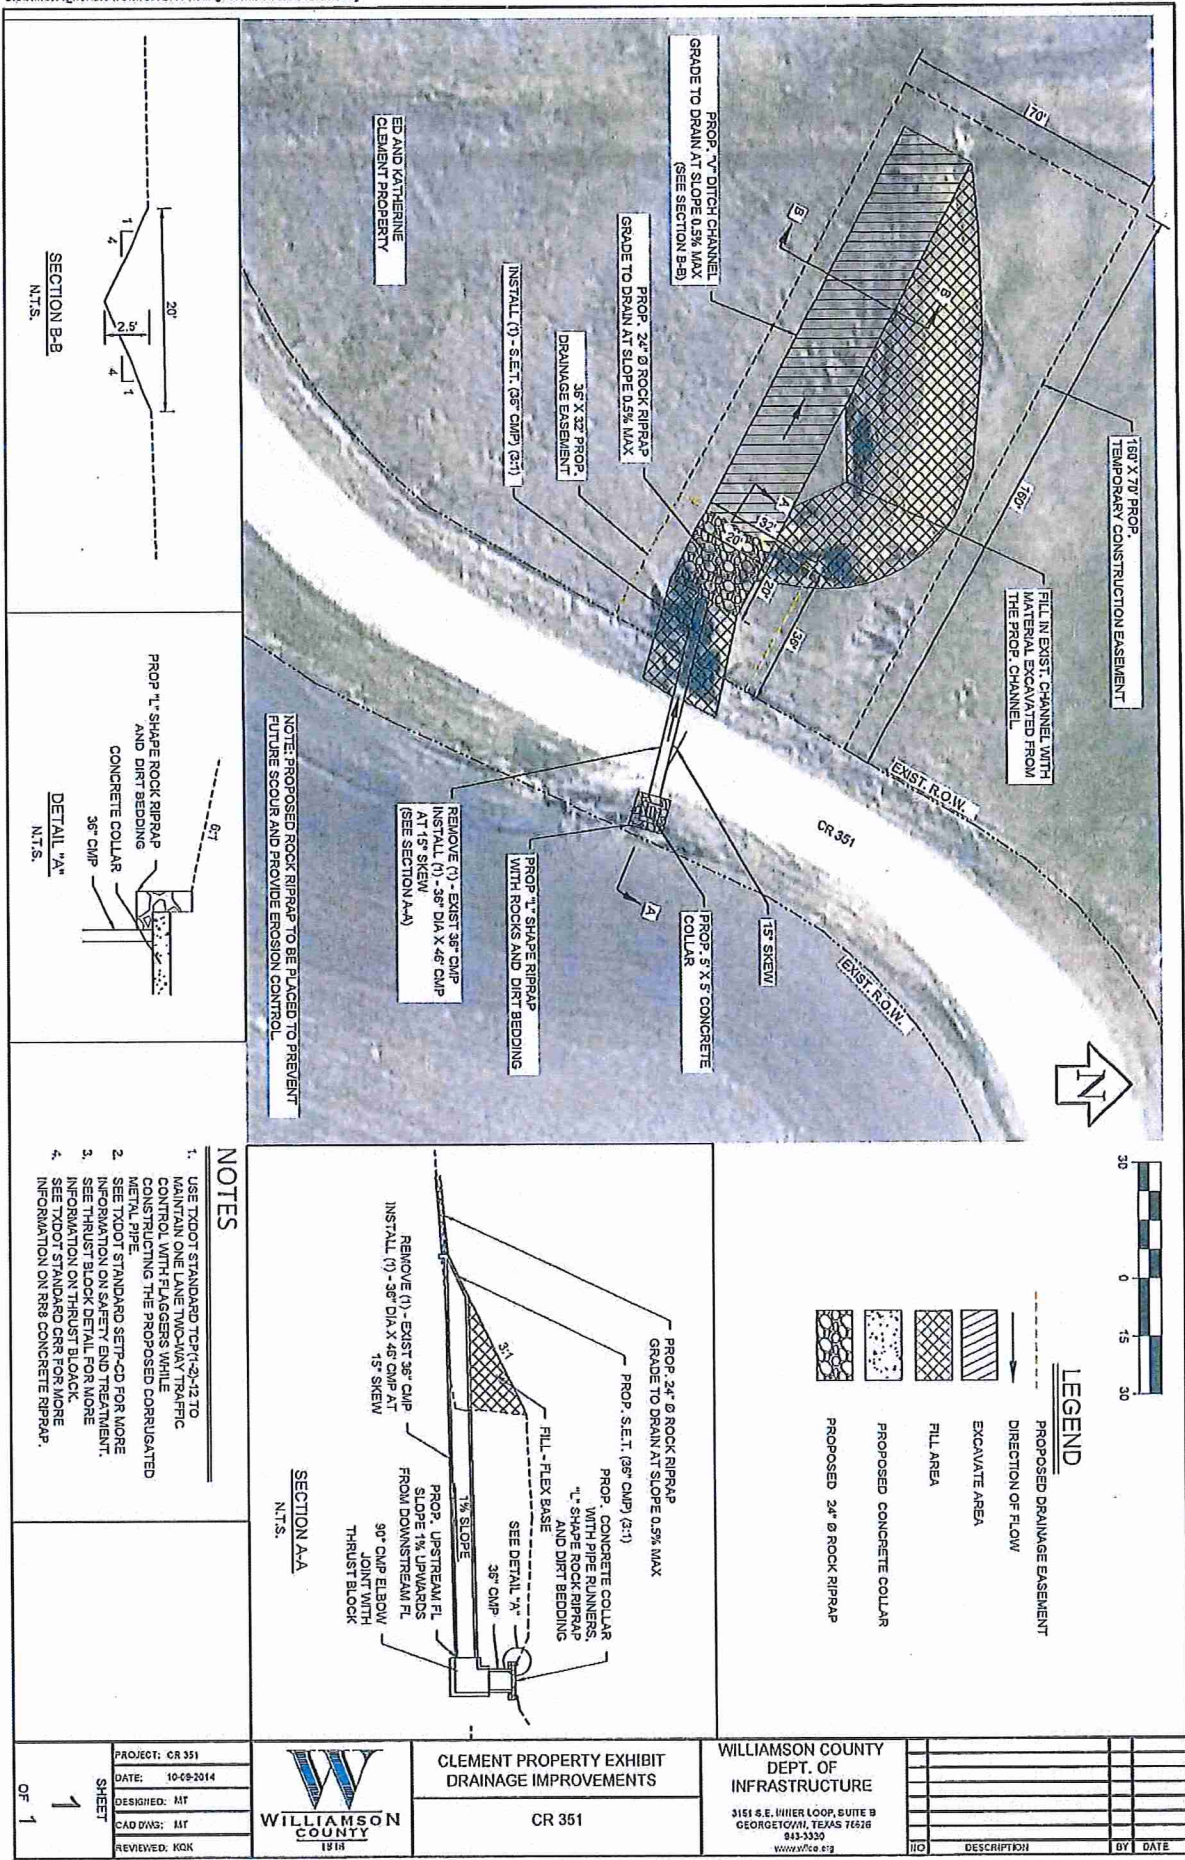 70'
PROP. "V" DITCH CHANNEL
GRADE TO DRAIN AT SLOPE 0.5% MAX
(SEE SECTION B-B)
B
B
160' X 70' PROP.
TEMPORARY CONSTRUCTION EASEMENT
160'
FILL IN EXIST. CHANNEL WITH
MATERIAL EXCAVATED FROM
THE PROP. CHANNEL
ED AND KATHERINE
CLEMENT PROPERTY
PROP. 24" Ø ROCK RIPRAP
GRADE TO DRAIN AT SLOPE 0.5% MAX
36' X 32' PROP.
DRAINAGE EASEMENT
INSTALL (1) - S.E.T. (36" CMP) (3:1)
A
32'
20'
20'
36'
EXIST. R.O.W.
CR 351
EXIST. R.O.W.
15° SKEW
PROP. 5' X 5' CONCRETE
COLLAR
A
PROP "L" SHAPE RIPRAP
WITH ROCKS AND DIRT BEDDING
REMOVE (1) - EXIST 36" CMP
INSTALL (1) - 36" DIA X 46' CMP
AT 15° SKEW
(SEE SECTION A-A)
NOTE: PROPOSED ROCK RIPRAP TO BE PLACED TO PREVENT
FUTURE SCOUR AND PROVIDE EROSION CONTROL
N
20'
1
4
2.5'
4
1
SECTION B-B
N.T.S.
6:1
PROP "L" SHAPE ROCK RIPRAP
AND DIRT BEDDING
CONCRETE COLLAR
36" CMP
DETAIL "A"
N.T.S.
30
0
15
30
LEGEND
PROPOSED DRAINAGE EASEMENT
DIRECTION OF FLOW
EXCAVATE AREA
FILL AREA
PROPOSED CONCRETE COLLAR
PROPOSED 24" Ø ROCK RIPRAP
PROP. 24" Ø ROCK RIPRAP
GRADE TO DRAIN AT SLOPE 0.5% MAX
PROP. S.E.T. (36" CMP) (3:1)
3:1
FILL - FLEX BASE
PROP. CONCRETE COLLAR
WITH PIPE RUNNERS,
"L" SHAPE ROCK RIPRAP
AND DIRT BEDDING
SEE DETAIL "A"
36" CMP
1% SLOPE
REMOVE (1) - EXIST 36" CMP
INSTALL (1) - 36" DIA X 46' CMP AT
15° SKEW
PROP. UPSTREAM FL
SLOPE 1% UPWARDS
FROM DOWNSTREAM FL
90° CMP ELBOW
JOINT WITH
THRUST BLOCK
SECTION A-A
N.T.S.
NOTES
1. USE TXDOT STANDARD TCP(1-2)-12 TO
MAINTAIN ONE LANE TWO-WAY TRAFFIC
CONTROL WITH FLAGGERS WHILE
CONSTRUCTING THE PROPOSED CORRUGATED
METAL PIPE.
2. SEE TXDOT STANDARD SETP-CD FOR MORE
INFORMATION ON SAFETY END TREATMENT.
3. SEE THRUST BLOCK DETAIL FOR MORE
INFORMATION ON THRUST BLOACK.
4. SEE TXDOT STANDARD CRR FOR MORE
INFORMATION ON RR8 CONCRETE RIPRAP.
NO DESCRIPTION BY DATE
WILLIAMSON COUNTY
DEPT. OF
INFRASTRUCTURE
3151 S.E. INNER LOOP, SUITE B
GEORGETOWN, TEXAS 78626
943-3330
www.wilco.org
CLEMENT PROPERTY EXHIBIT
DRAINAGE IMPROVEMENTS
CR 351
WILLIAMSON
COUNTY
1848
PROJECT: CR 351
DATE: 10-09-2014
DESIGNED: MT
CAD DWG: MT
REVIEWED: KQK
SHEET
1
OF 1